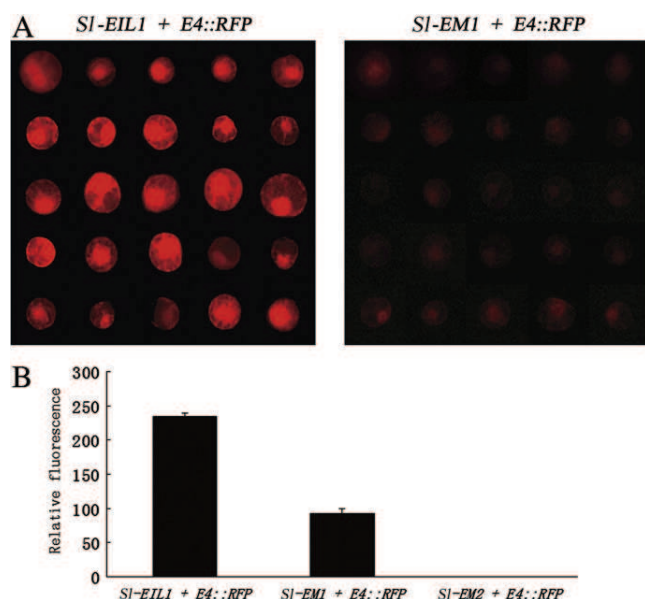 A
Sl-EIL1 + E4::RFP
Sl-EM1 + E4::RFP
B
Relative fluorescence
300
250
200
150
100
50
0
Sl-EIL1 + E4::RFP
Sl-EM1 + E4::RFP
Sl-EM2 + E4::RFP